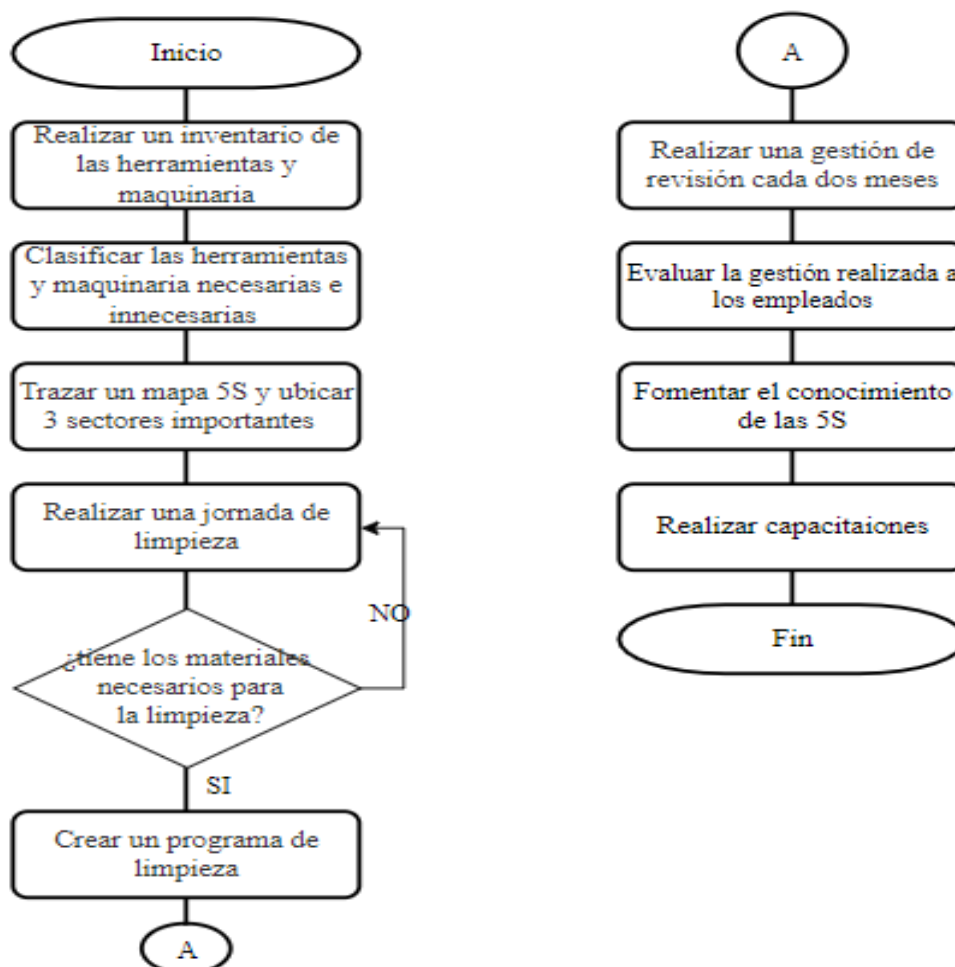 Inicio
Realizar un inventario de
las herramientas y
maquinaria
Clasificar las herramientas
y maquinaria necesarias e
innecesarias
Trazar un mapa 5S y ubicar
3 sectores importantes
Realizar una jornada de
limpieza
NO
¿tiene los materiales
necesarios para
la limpieza?
SI
Crear un programa de
limpieza
A
A
Realizar una gestión de
revisión cada dos meses
Evaluar la gestión realizada a
los empleados
Fomentar el conocimiento
de las 5S
Realizar capacitaiones
Fin